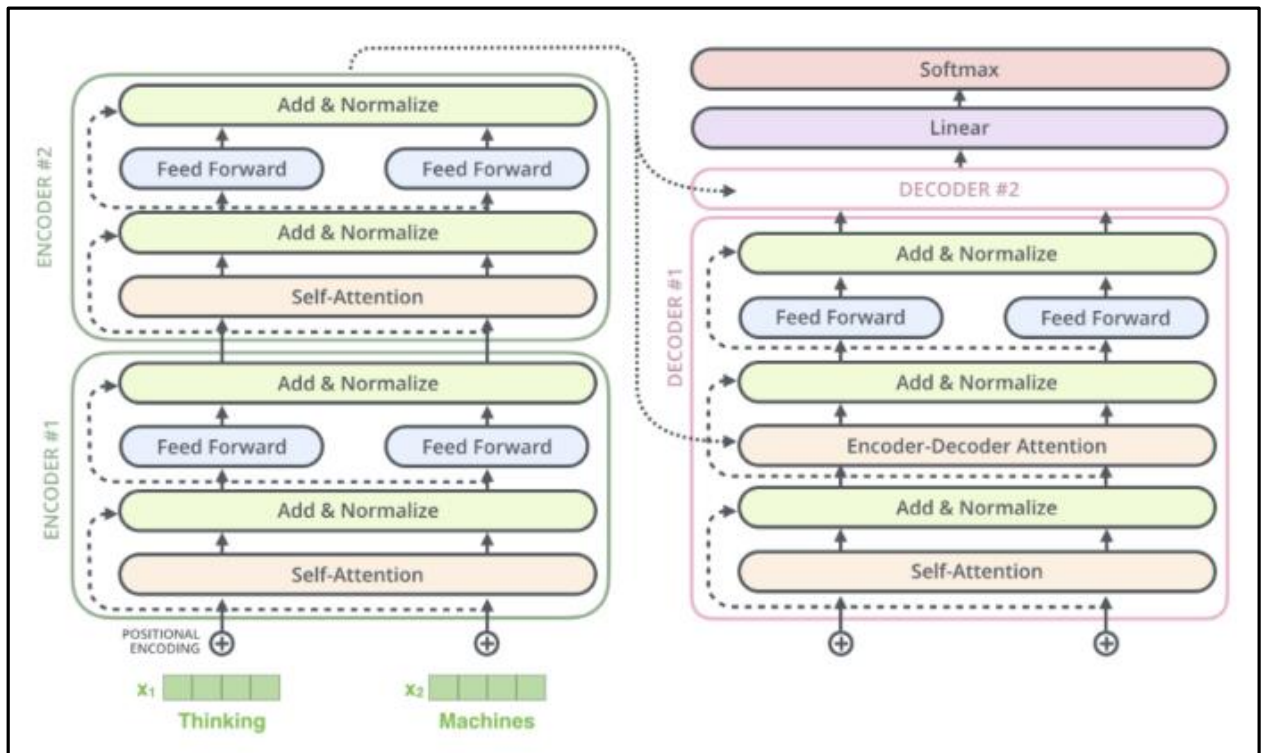 ENCODER #2
Add & Normalize
Feed Forward
Feed Forward
Add & Normalize
Self-Attention
ENCODER #1
Add & Normalize
Feed Forward
Feed Forward
Add & Normalize
Self-Attention
POSITIONAL
ENCODING
x₁
x₂
Thinking
Machines
Softmax
Linear
DECODER #2
DECODER #1
Add & Normalize
Feed Forward
Feed Forward
Add & Normalize
Encoder-Decoder Attention
Add & Normalize
Self-Attention